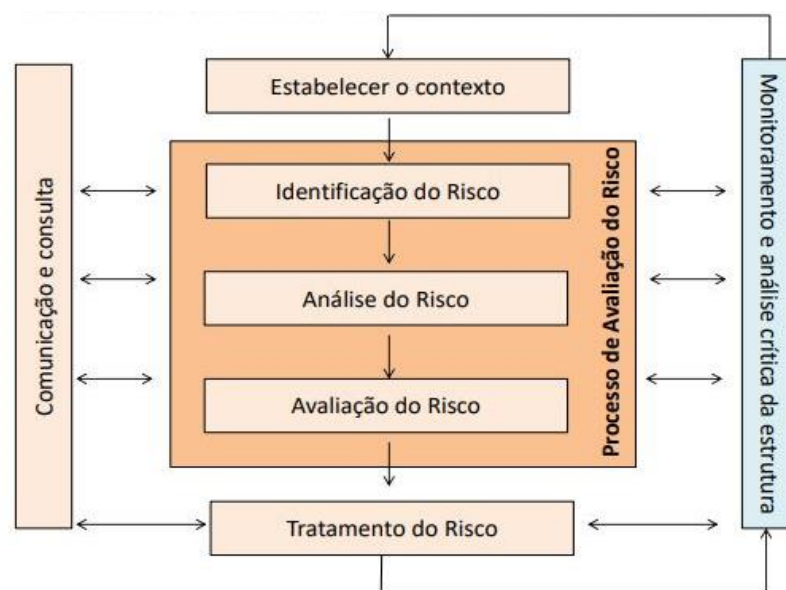 Estabelecer o contexto
Comunicação e consulta
Identificação do Risco
Análise do Risco
Avaliação do Risco
Processo de Avaliação do Risco
Monitoramento e análise crítica da estrutura
Tratamento do Risco